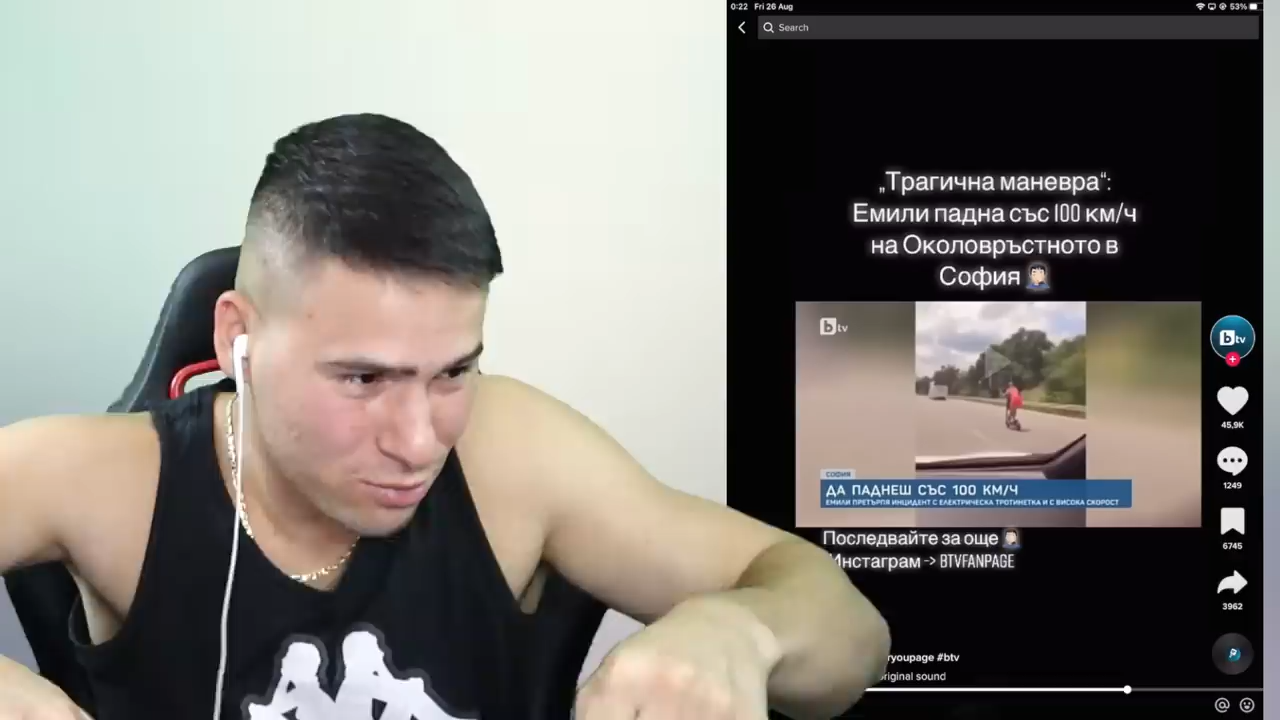 0:22 Fri 26 Aug
53%
Search
„Трагична маневра“:
Емили падна със 100 км/ч
на Околовръстното в
София
btv
СОФИЯ
ДА ПАДНЕШ СЪС 100 КМ/Ч
ЕМИЛИ ПРЕТЪРПЯ ИНЦИДЕНТ С ЕЛЕКТРИЧЕСКА ТРОТИНЕТКА И С ВИСОКА СКОРОСТ
Последвайте за още
Инстаграм -> BTVFANPAGE
btv
45,9K
1249
6745
3962
ryoupage #btv
riginal sound